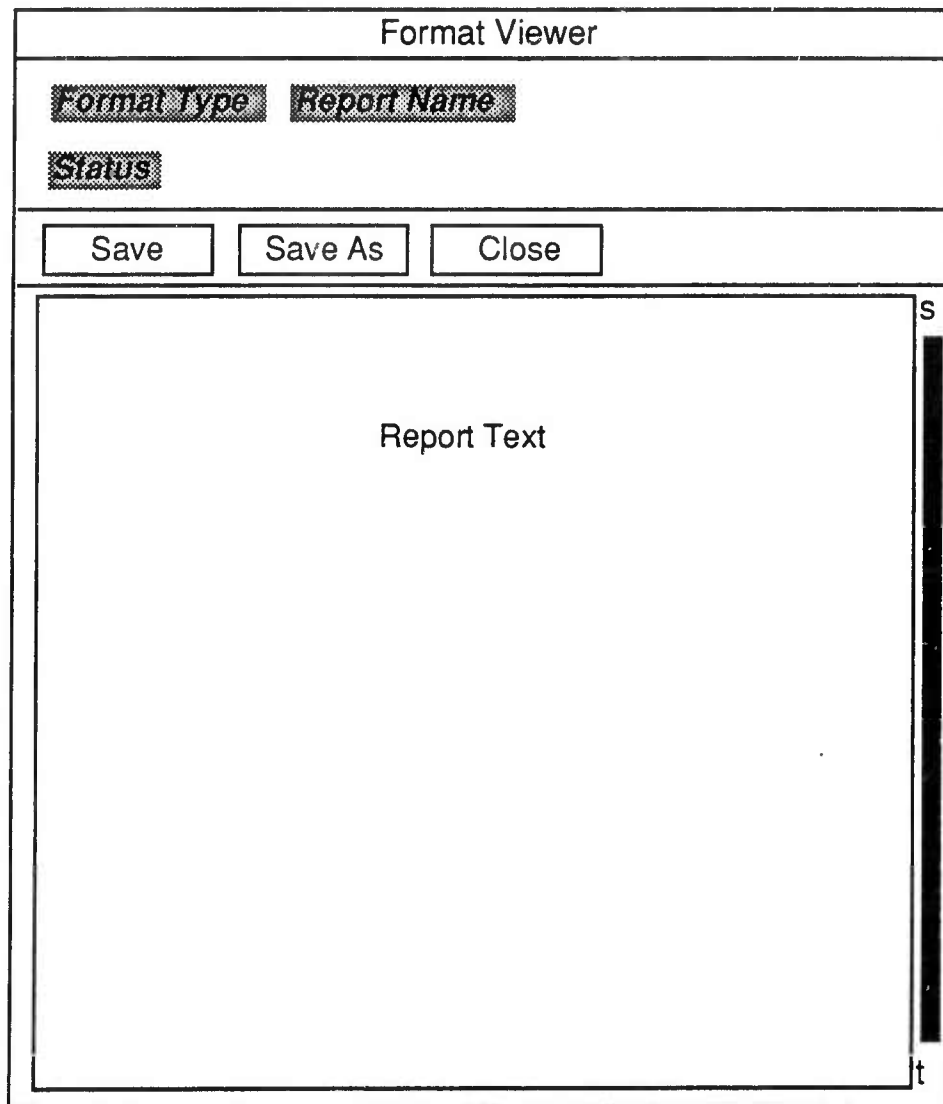 Format Viewer
Format Type Report Name
Status
Save Save As Close
s
Report Text
t